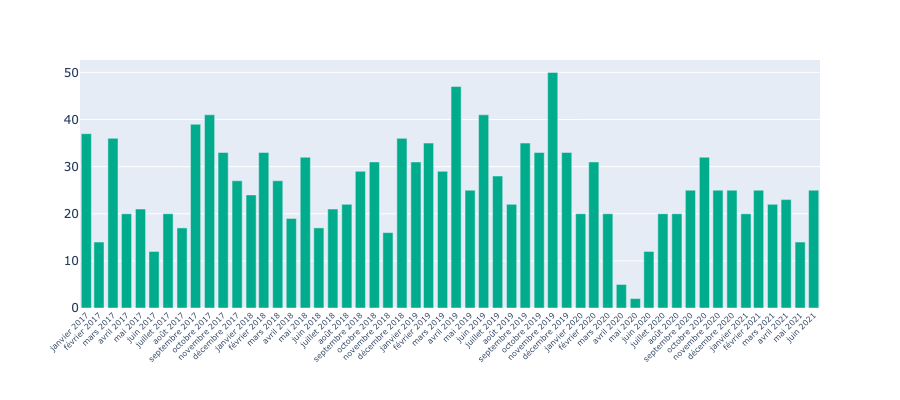 50
40
30
20
10
0
janvier 2017
février 2017
mars 2017
avril 2017
mai 2017
juin 2017
juillet 2017
août 2017
septembre 2017
octobre 2017
novembre 2017
décembre 2017
janvier 2018
février 2018
mars 2018
avril 2018
mai 2018
juin 2018
juillet 2018
août 2018
septembre 2018
octobre 2018
novembre 2018
décembre 2018
janvier 2019
février 2019
mars 2019
avril 2019
mai 2019
juin 2019
juillet 2019
août 2019
septembre 2019
octobre 2019
novembre 2019
décembre 2019
janvier 2020
février 2020
mars 2020
avril 2020
mai 2020
juin 2020
juillet 2020
août 2020
septembre 2020
octobre 2020
novembre 2020
décembre 2020
janvier 2021
février 2021
mars 2021
avril 2021
mai 2021
juin 2021